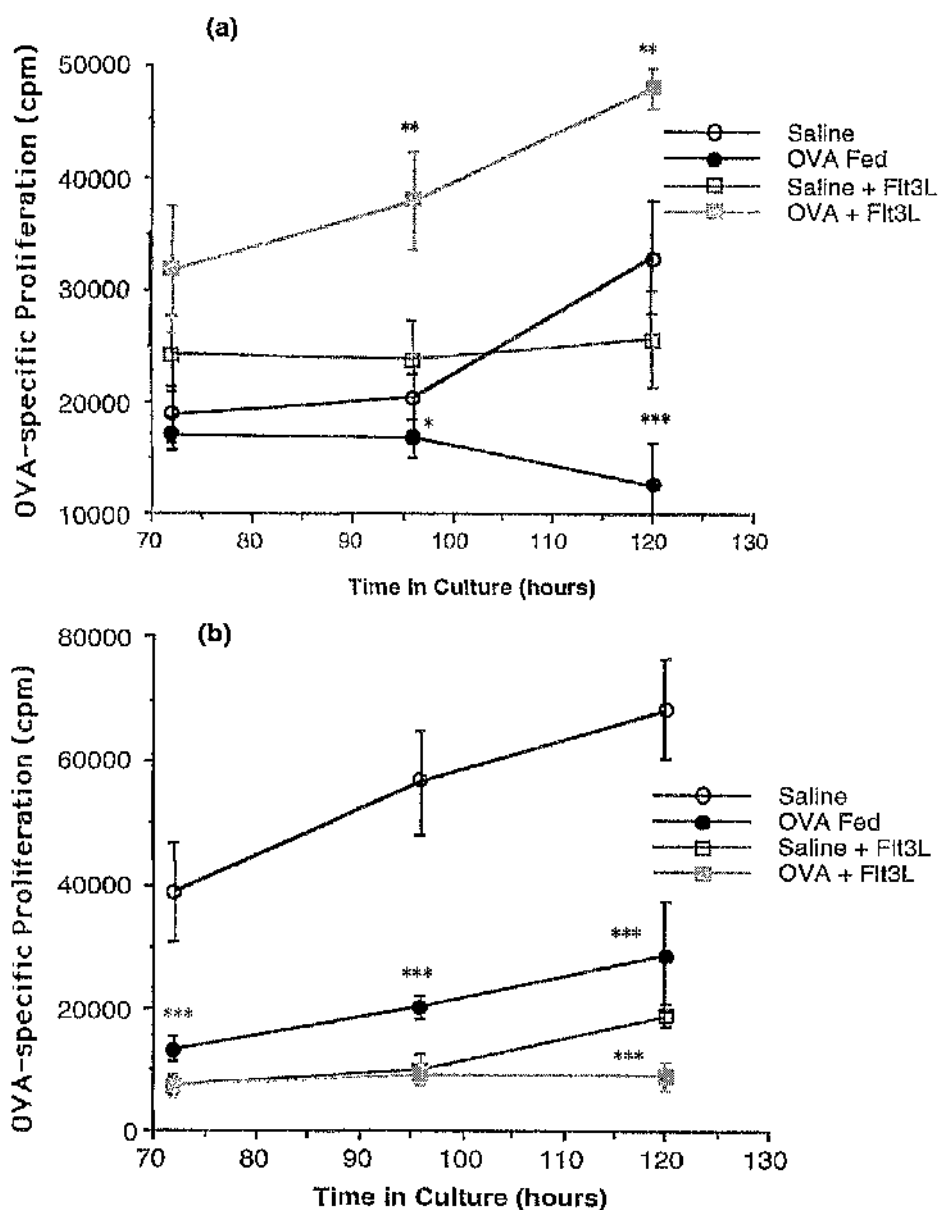 (a)
OVA-specific Proliferation (cpm)
50000
40000
30000
20000
10000
**
**
*
***
Saline
OVA Fed
Saline + Flt3L
OVA + Flt3L
70
80
90
100
110
120
130
Time in Culture (hours)
(b)
OVA-specific Proliferation (cpm)
80000
60000
40000
20000
0
***
***
***
***
Saline
OVA Fed
Saline + Flt3L
OVA + Flt3L
70
80
90
100
110
120
130
Time in Culture (hours)